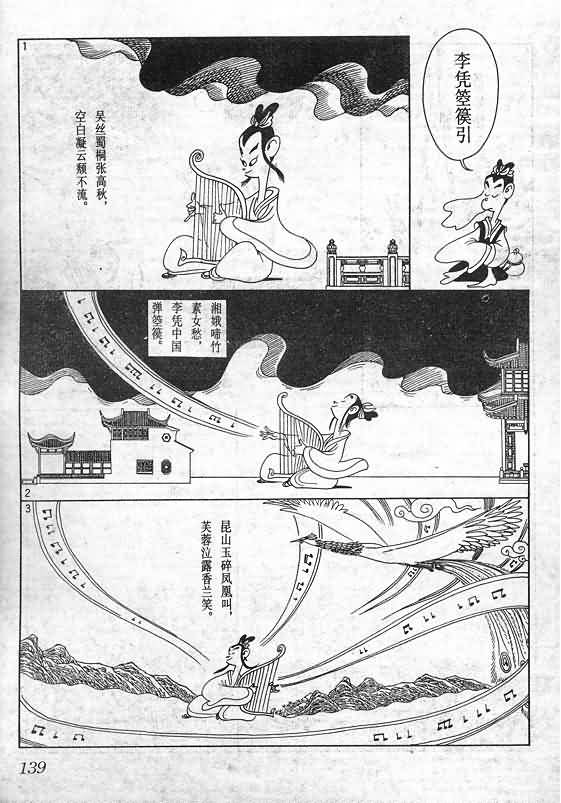 李凭箜篌引
1
吴丝蜀桐张高秋，
空白凝云颓不流。
湘娥啼竹
素女愁，
李凭中国
弹箜篌。
2
3
昆山玉碎凤凰叫，
芙蓉泣露香兰笑。
139